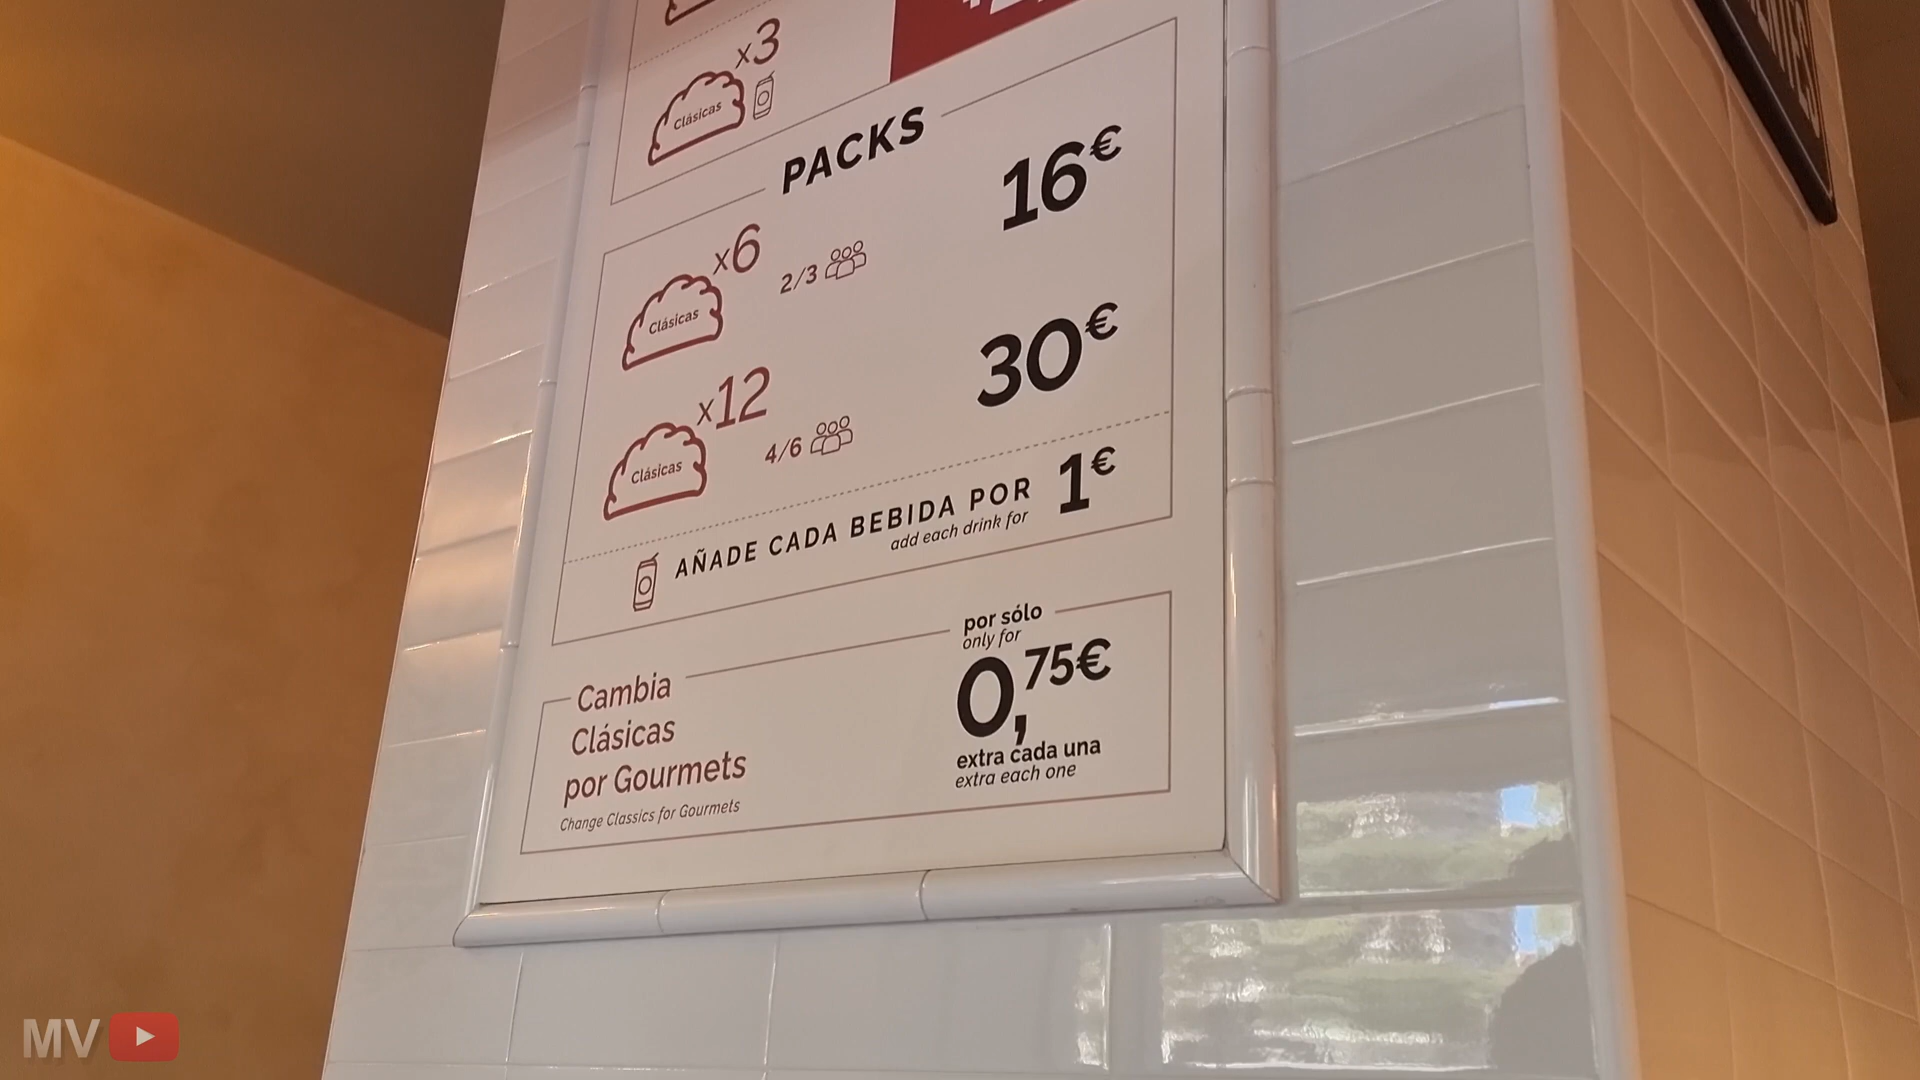 x3
Clásicas
PACKS
x6
Clásicas
2/3
16€
x12
Clásicas
4/6
30€
AÑADE CADA BEBIDA POR 1€
add each drink for
Cambia
Clásicas
por Gourmets
Change Classics for Gourmets
por sólo
only for
0,75€
extra cada una
extra each one
MV